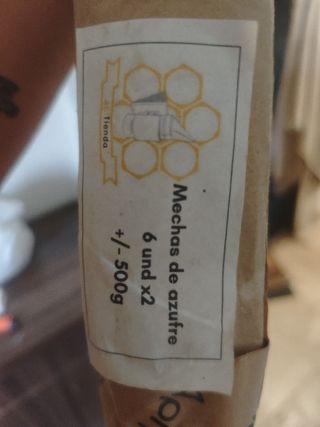 Tienda
Mechas de azufre
6 und x2
+/- 500g